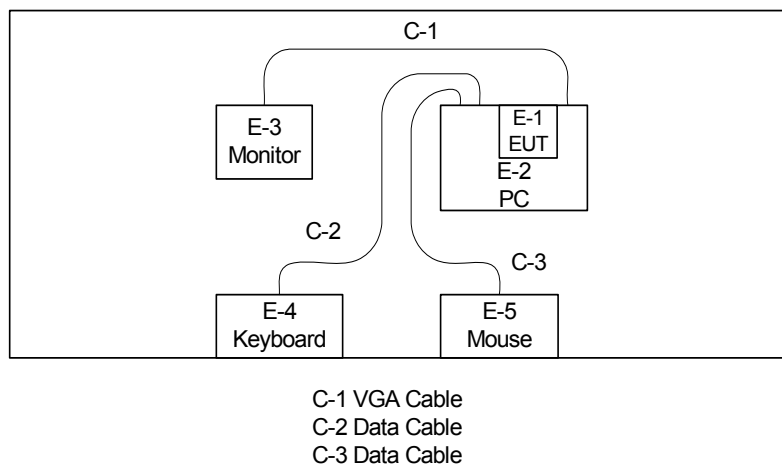 C-1
E-3
Monitor
E-1
EUT
E-2
PC
C-2
C-3
E-4
Keyboard
E-5
Mouse
C-1 VGA Cable
C-2 Data Cable
C-3 Data Cable